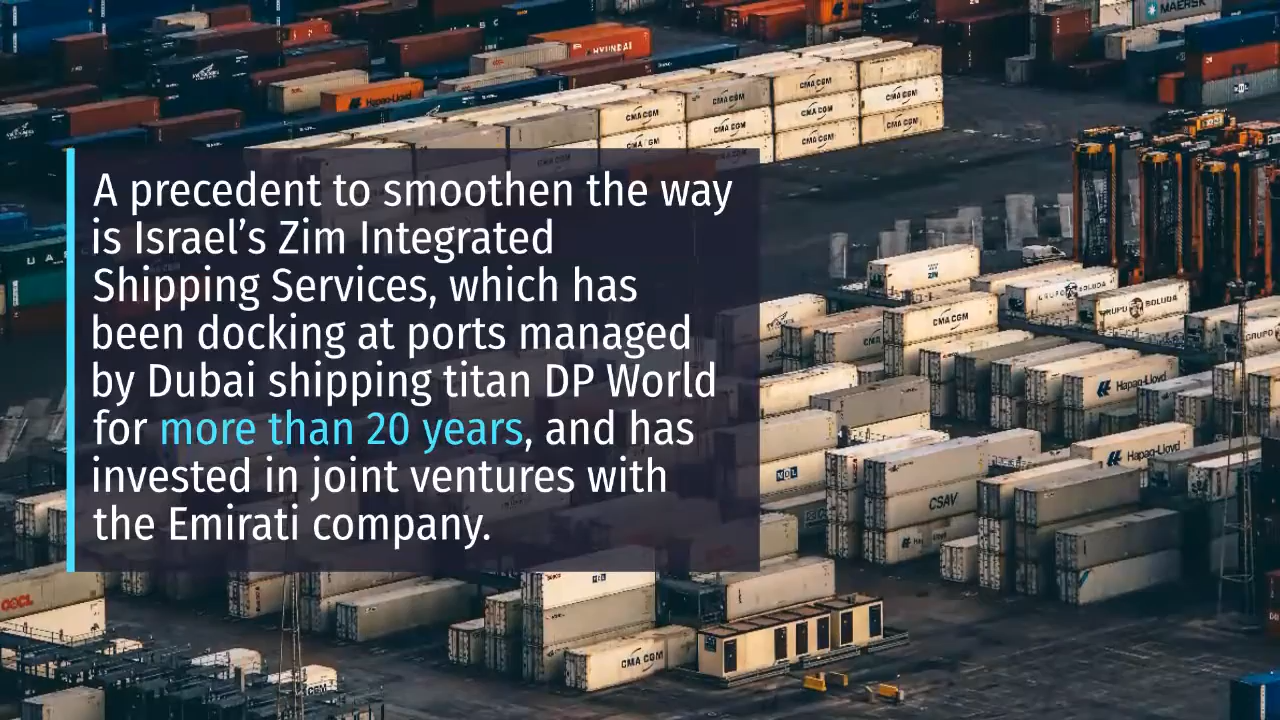 MAERSK
HYUNDAI
Hapag-Lloyd
CMA CGM
CMA CGM
CMA CGM
CMA CGM
CMA CGM
CMA CGM
A precedent to smoothen the way
is Israel’s Zim Integrated
Shipping Services, which has
been docking at ports managed
by Dubai shipping titan DP World
for more than 20 years, and has
invested in joint ventures with
the Emirati company.
GRUPO BOLUDA
CMA CGM
Hapag-Lloyd
Hapag-Lloyd
CSAV
CMA CGM